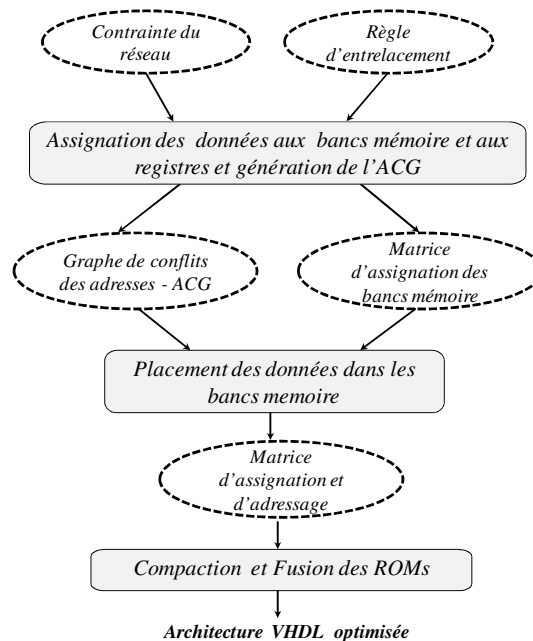 Contrainte du
réseau
Règle
d'entrelacement
Assignation des données aux bancs mémoire et aux
registres et génération de l'ACG
Graphe de conflits
des adresses - ACG
Matrice
d'assignation des
bancs mémoire
Placement des données dans les
bancs memoire
Matrice
d'assignation et
d'adressage
Compaction et Fusion des ROMs
Architecture VHDL optimisée